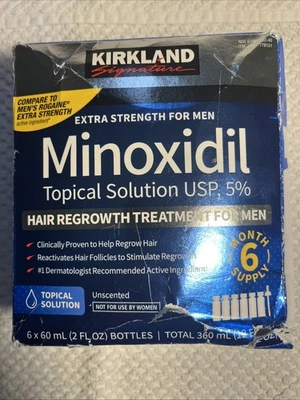 KIRKLAND
Signature
COMPARE TO
MEN'S ROGAINE®
EXTRA STRENGTH
active ingredient*
EXTRA STRENGTH FOR MEN
Minoxidil
Topical Solution USP, 5%
HAIR REGROWTH TREATMENT FOR MEN
Clinically Proven to Help Regrow Hair
Reactivates Hair Follicles to Stimulate Regrow
#1 Dermatologist Recommended Active Ingredient
MONTH
6
SUPPLY
TOPICAL
SOLUTION
Unscented
NOT FOR USE BY WOMEN
6 x 60 mL (2 FL OZ) BOTTLES | TOTAL 360 mL